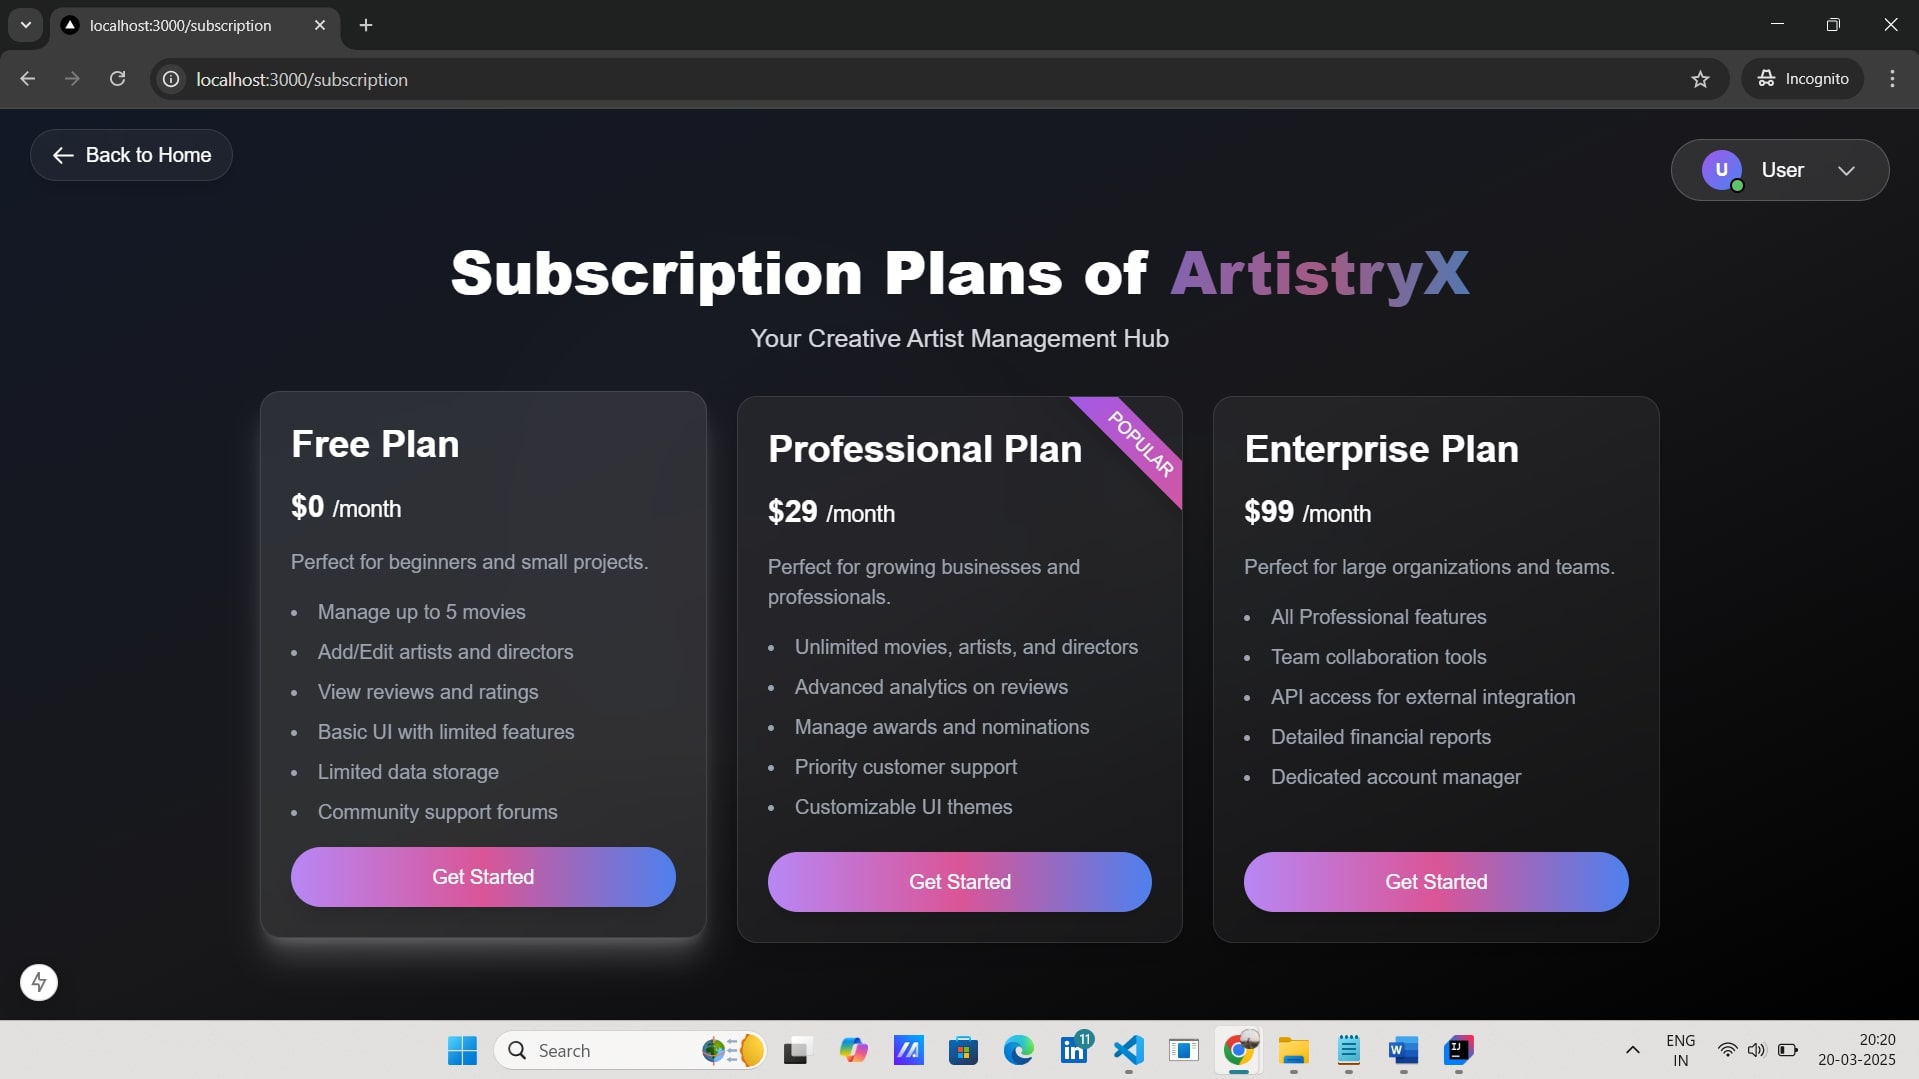 localhost:3000/subscription
localhost:3000/subscription
Incognito
Back to Home
U
User
Subscription Plans of ArtistryX
Your Creative Artist Management Hub
Free Plan
$0 /month
Perfect for beginners and small projects.
• Manage up to 5 movies
• Add/Edit artists and directors
• View reviews and ratings
• Basic UI with limited features
• Limited data storage
• Community support forums
Get Started
POPULAR
Professional Plan
$29 /month
Perfect for growing businesses and
professionals.
• Unlimited movies, artists, and directors
• Advanced analytics on reviews
• Manage awards and nominations
• Priority customer support
• Customizable UI themes
Get Started
Enterprise Plan
$99 /month
Perfect for large organizations and teams.
• All Professional features
• Team collaboration tools
• API access for external integration
• Detailed financial reports
• Dedicated account manager
Get Started
Search
in
11
W
IJ
ENG
IN
20:20
20-03-2025